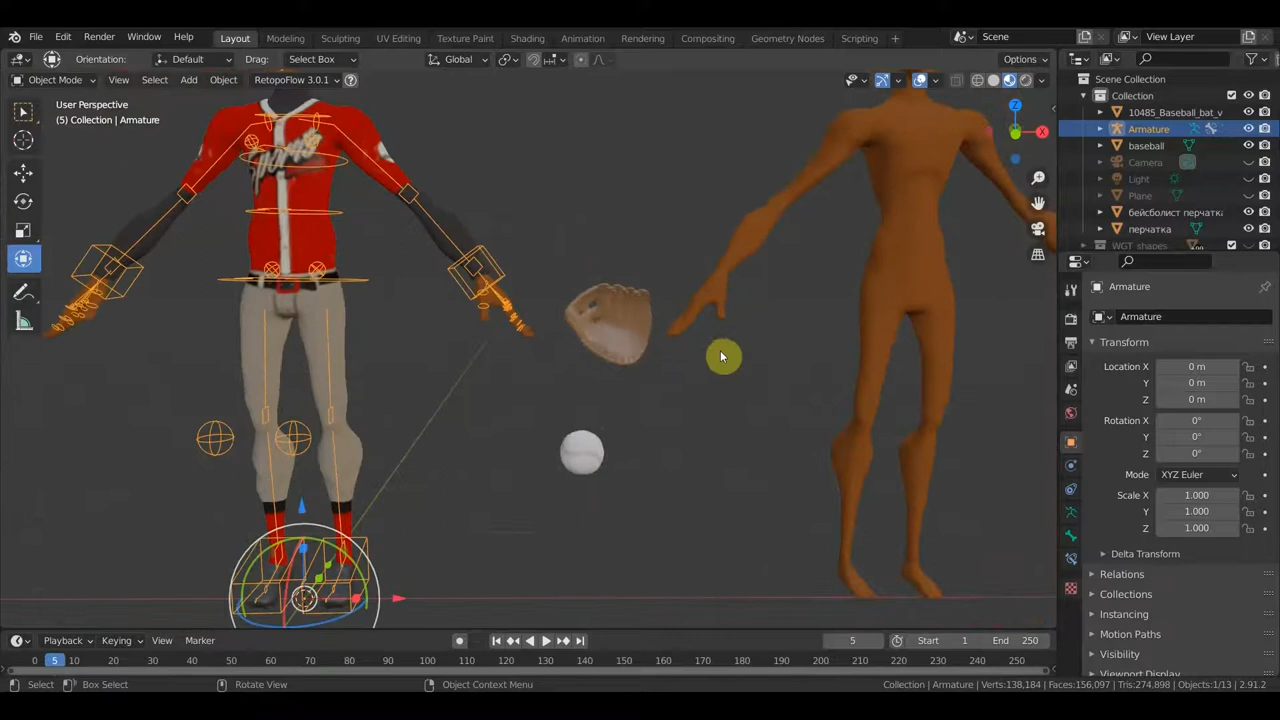 File Edit Render Window Help Layout Modeling Sculpting UV Editing Texture Paint Shading Animation Rendering Compositing Geometry Nodes Scripting + Scene View Layer
Orientation: Default Drag: Select Box Global Options
Object Mode View Select Add Object RetopoFlow 3.0.1
User Perspective
(5) Collection | Armature
Sports
Z
X
Scene Collection
Collection
10485_Baseball_bat_v
Armature
baseball
Camera
Light
Plane
бейсболист перчатка
перчатка
WGT_shapes
Armature
Armature
Transform
Location X 0 m
Y 0 m
Z 0 m
Rotation X 0°
Y 0°
Z 0°
Mode XYZ Euler
Scale X 1.000
Y 1.000
Z 1.000
Delta Transform
Relations
Collections
Instancing
Motion Paths
Visibility
Viewport Display
Playback Keying View Marker 5 Start 1 End 250
0 5 10 20 30 40 50 60 70 80 90 100 110 120 130 140 150 160 170 180 190 200 210 220 230 240 250
Select Box Select Rotate View Object Context Menu Collection | Armature | Verts:138,184 | Faces:156,097 | Tris:274,898 | Objects:1/13 | 2.91.2